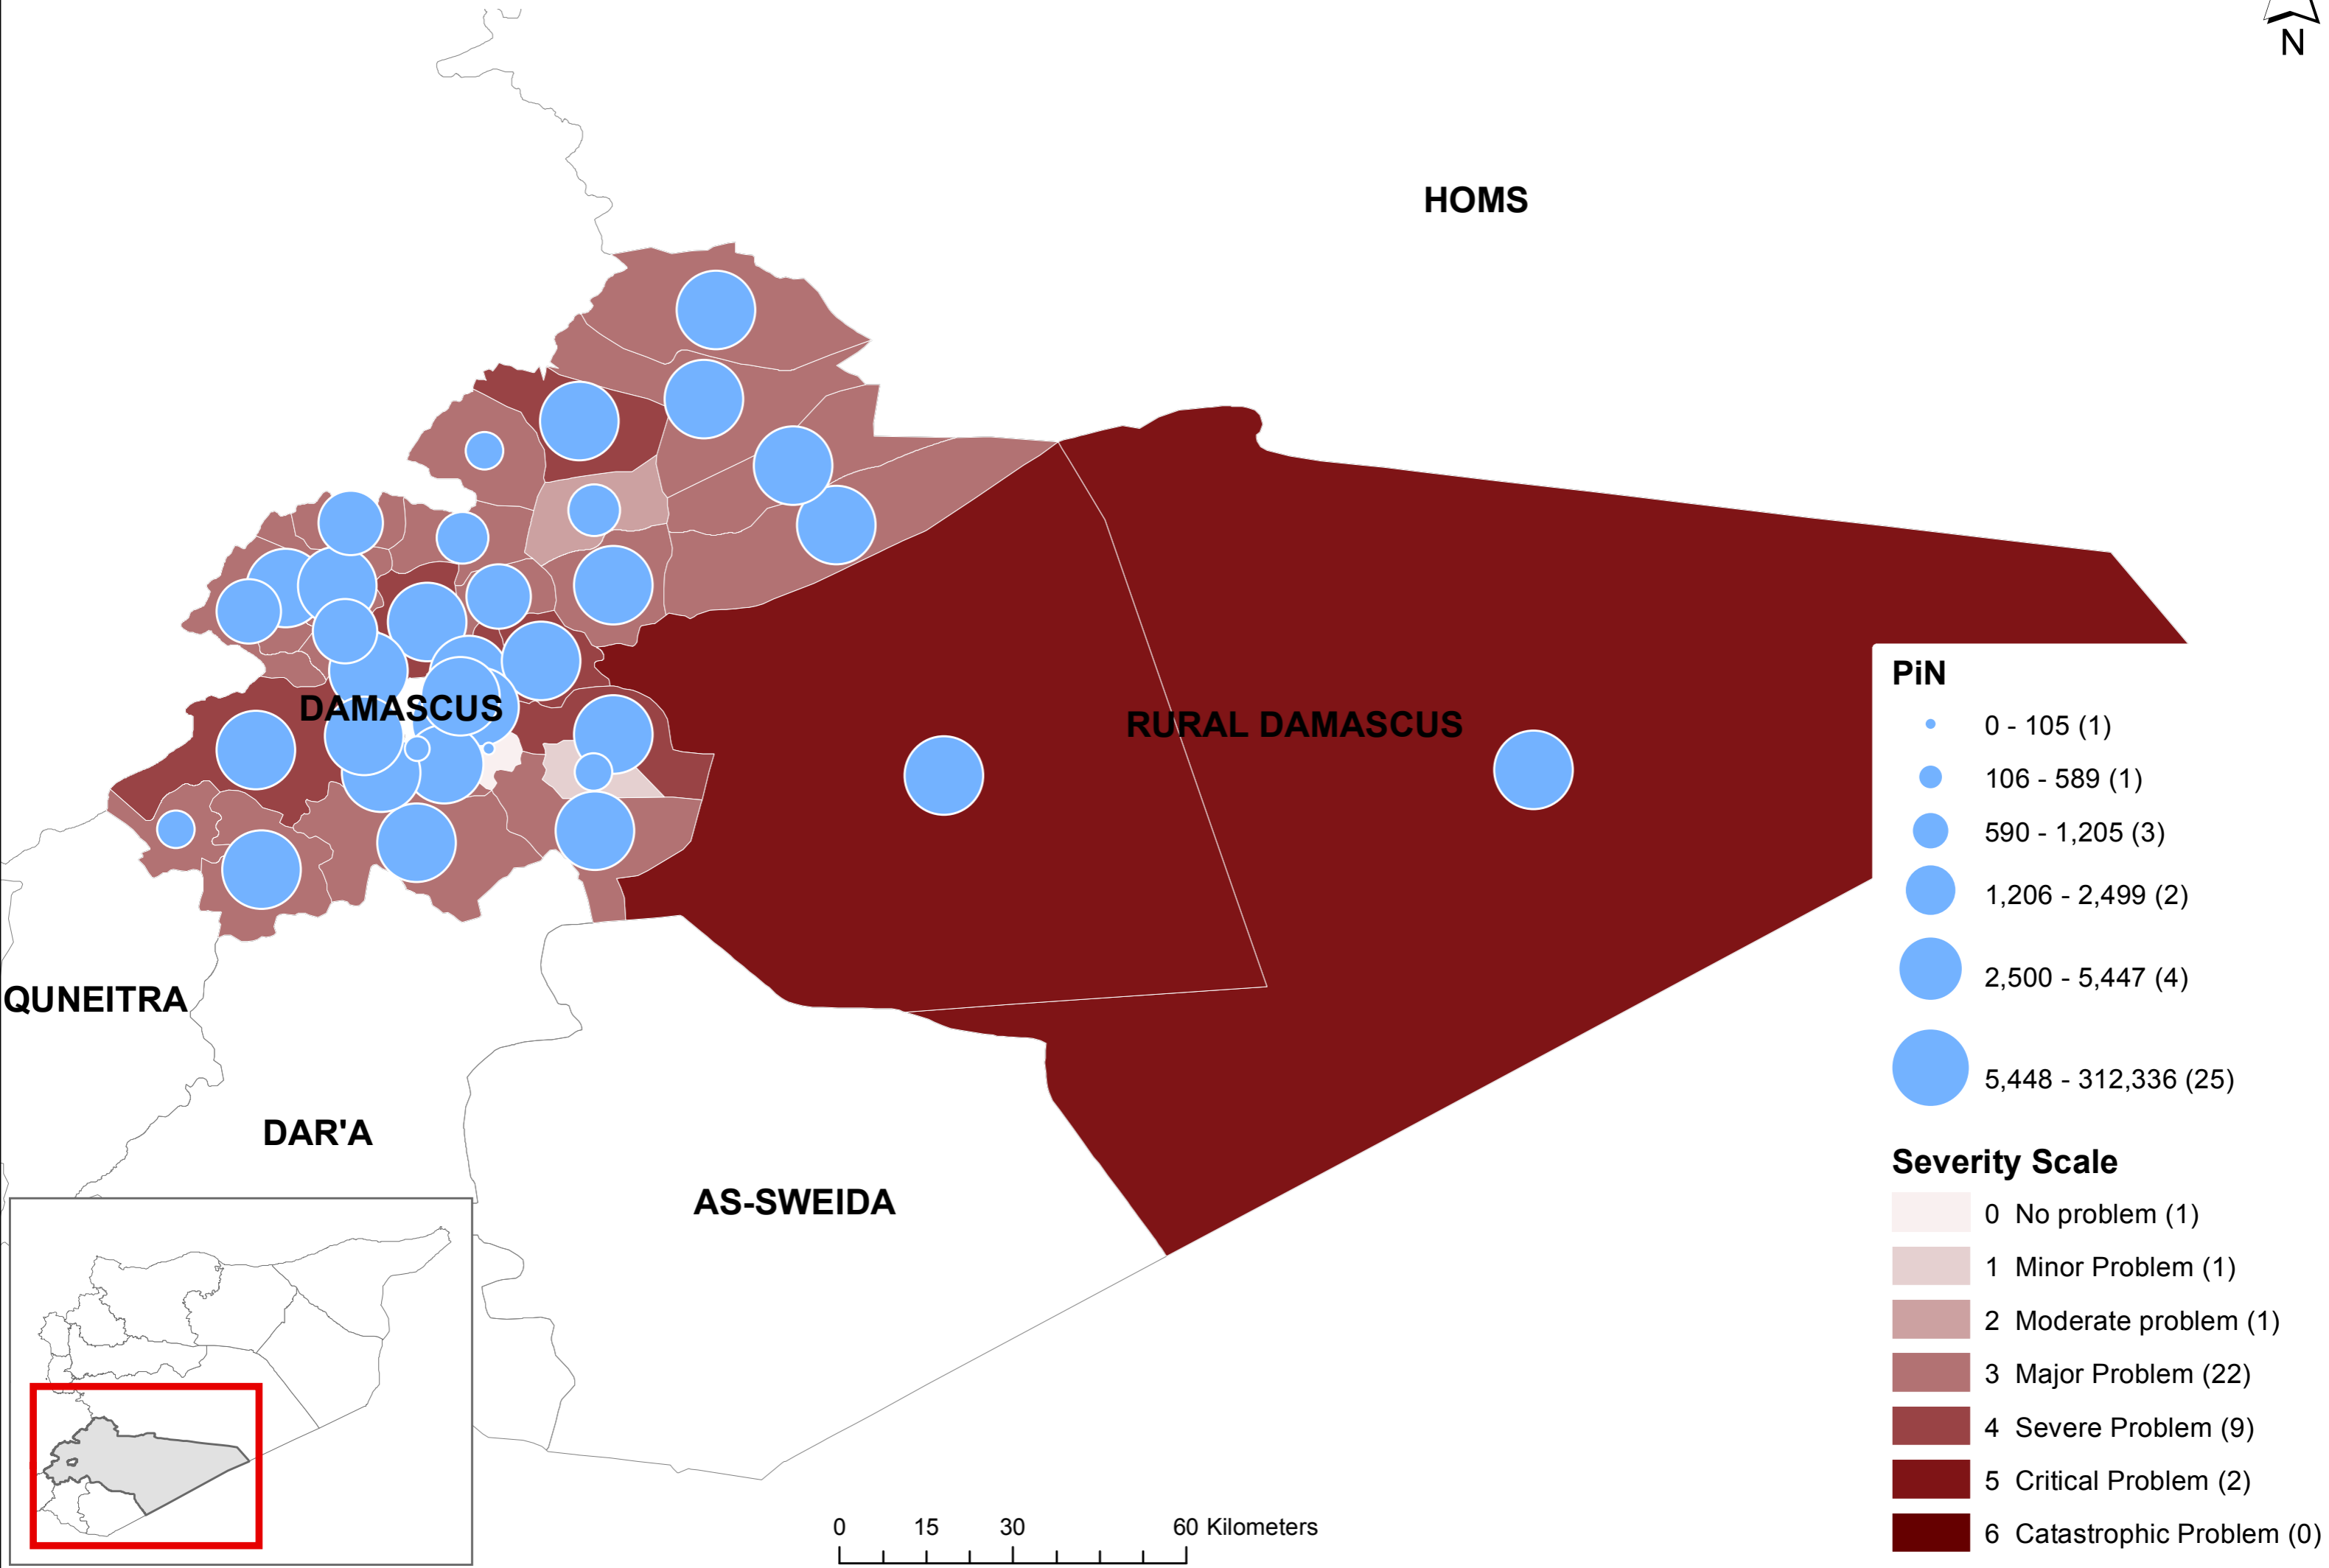 N
HOMS
DAMASCUS
RURAL DAMASCUS
QUNEITRA
DAR'A
AS-SWEIDA
PiN
0 - 105 (1)
106 - 589 (1)
590 - 1,205 (3)
1,206 - 2,499 (2)
2,500 - 5,447 (4)
5,448 - 312,336 (25)
Severity Scale
0 No problem (1)
1 Minor Problem (1)
2 Moderate problem (1)
3 Major Problem (22)
4 Severe Problem (9)
5 Critical Problem (2)
6 Catastrophic Problem (0)
0 15 30 60 Kilometers